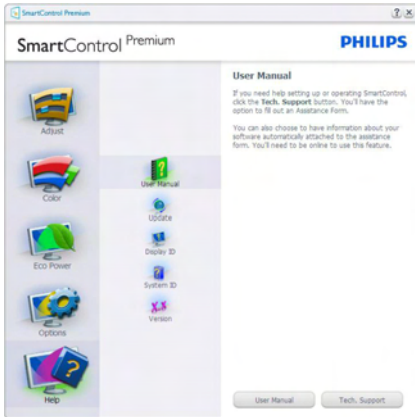 SmartControl Premium
SmartControl Premium
PHILIPS
Adjust
Color
Eco Power
Options
Help
User Manual
Update
Display ID
System ID
Version
User Manual
If you need help setting up or operating SmartControl,
click the Tech. Support button. You'll have the
option to fill out an Assistance Form.
You can also choose to have information about your
software automatically attached to the assistance
form. You'll need to be online to use this feature.
User Manual
Tech. Support